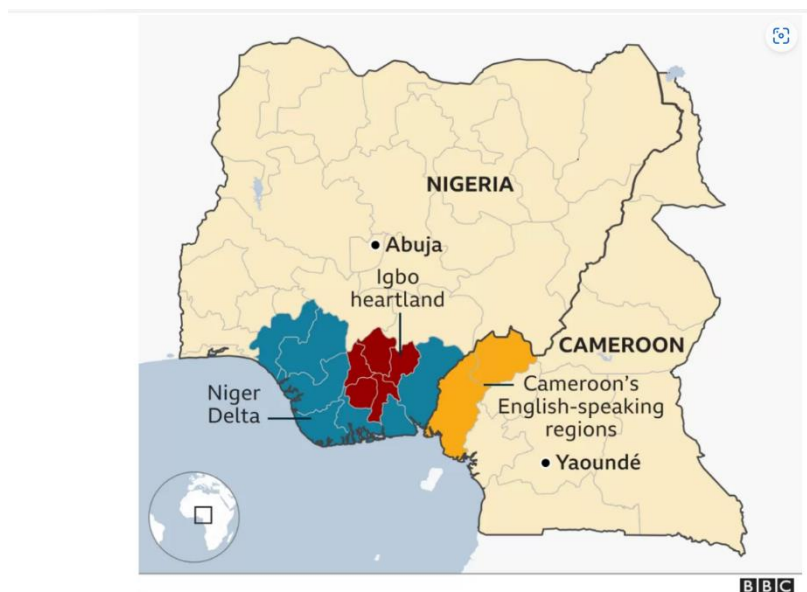 NIGERIA
Abuja
Igbo
heartland
CAMEROON
Niger
Delta
Cameroon's
English-speaking
regions
Yaoundé
BBC